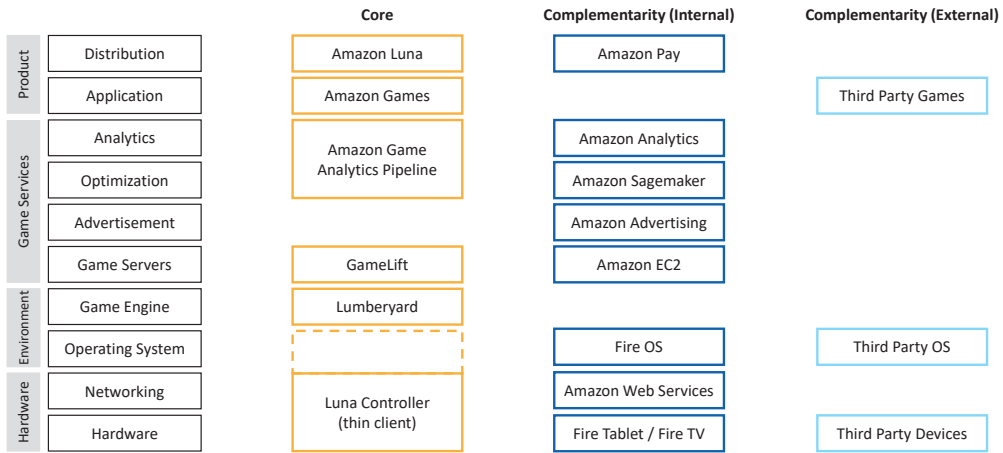 Core
Complementarity (Internal)
Complementarity (External)
Product
Distribution
Amazon Luna
Amazon Pay
Application
Amazon Games
Third Party Games
Game Services
Analytics
Amazon Game
Analytics Pipeline
Amazon Analytics
Optimization
Amazon Sagemaker
Advertisement
Amazon Advertising
Game Servers
GameLift
Amazon EC2
Environment
Game Engine
Lumberyard
Operating System
Fire OS
Third Party OS
Hardware
Networking
Luna Controller
(thin client)
Amazon Web Services
Hardware
Fire Tablet / Fire TV
Third Party Devices